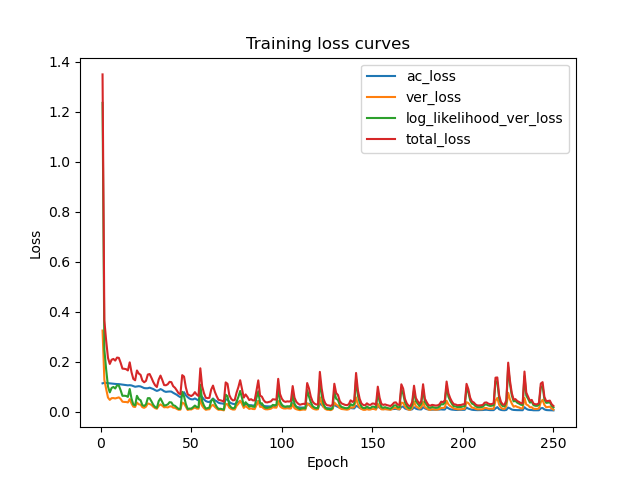 Training loss curves
ac_loss
ver_loss
log_likelihood_ver_loss
total_loss
1.4
1.2
1.0
0.8
0.6
0.4
0.2
0.0
Loss
0 50 100 150 200 250
Epoch